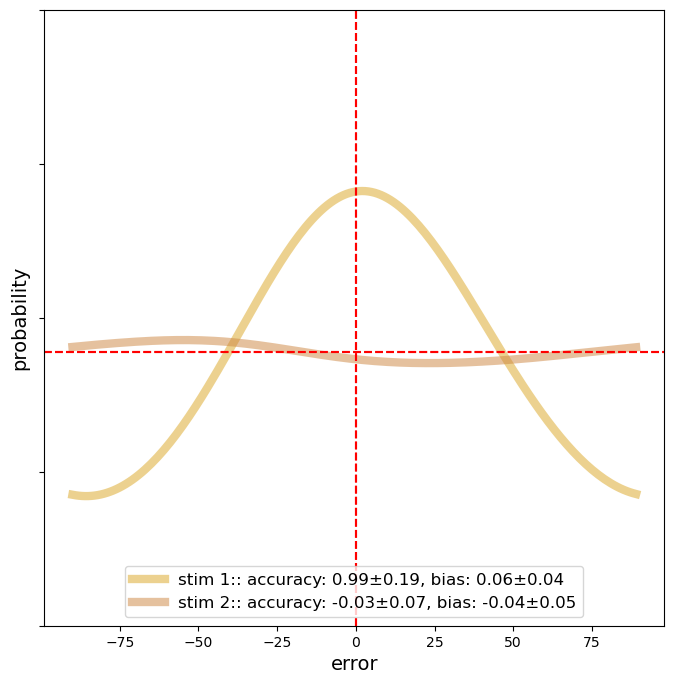 probability
stim 1:: accuracy: 0.99±0.19, bias: 0.06±0.04
stim 2:: accuracy: -0.03±0.07, bias: -0.04±0.05
−75 −50 −25 0 25 50 75
error